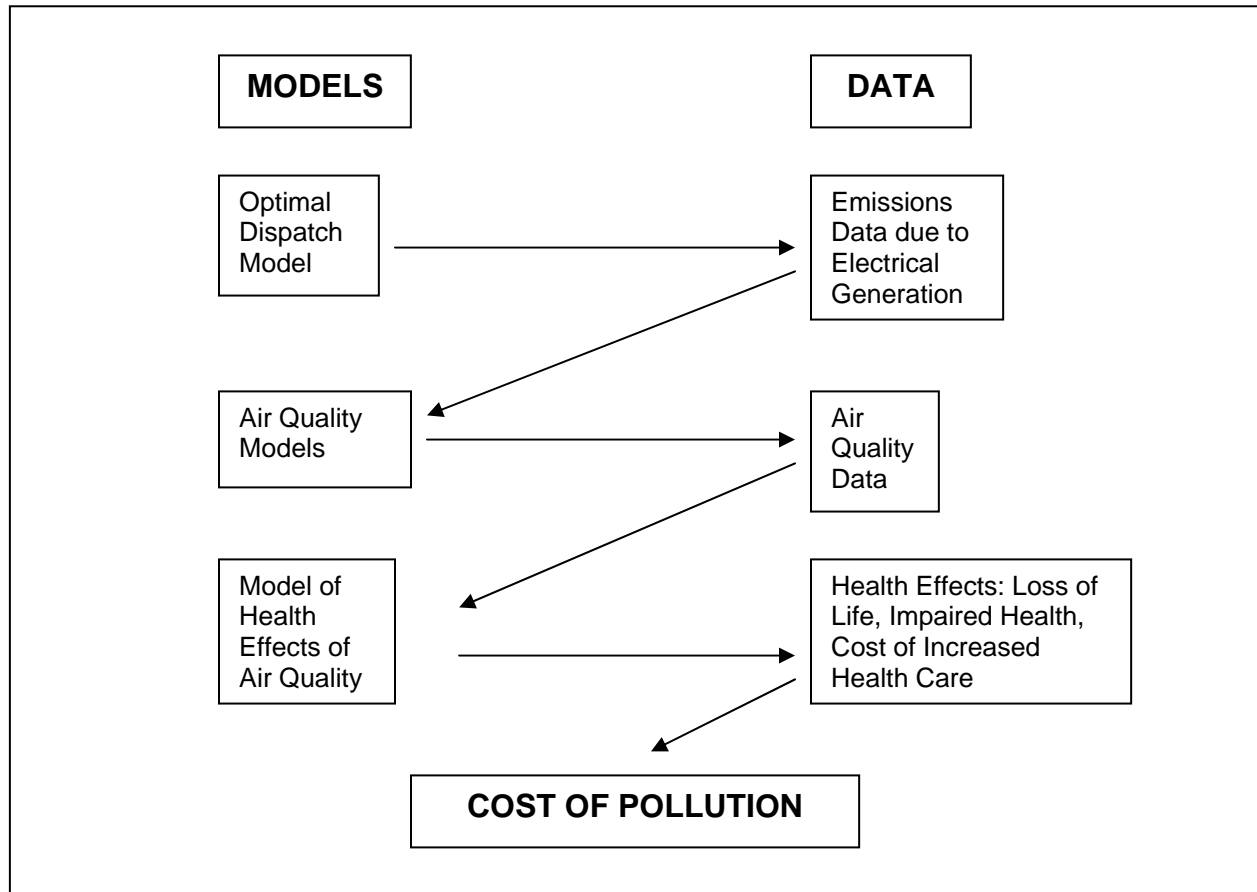 MODELS
DATA
Optimal
Dispatch
Model
Emissions
Data due to
Electrical
Generation
Air Quality
Models
Air
Quality
Data
Model of
Health
Effects of
Air Quality
Health Effects: Loss of
Life, Impaired Health,
Cost of Increased
Health Care
COST OF POLLUTION